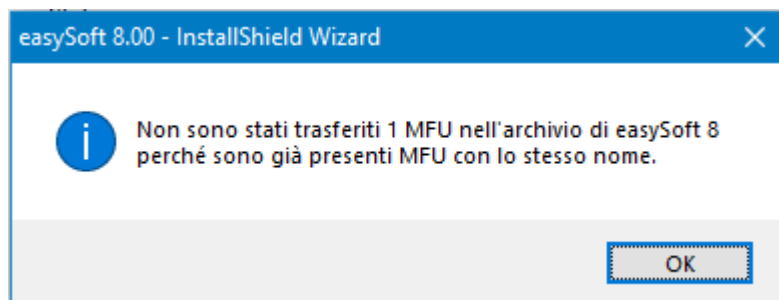 easySoft 8.00 - InstallShield Wizard
Non sono stati trasferiti 1 MFU nell'archivio di easySoft 8
perché sono già presenti MFU con lo stesso nome.
OK